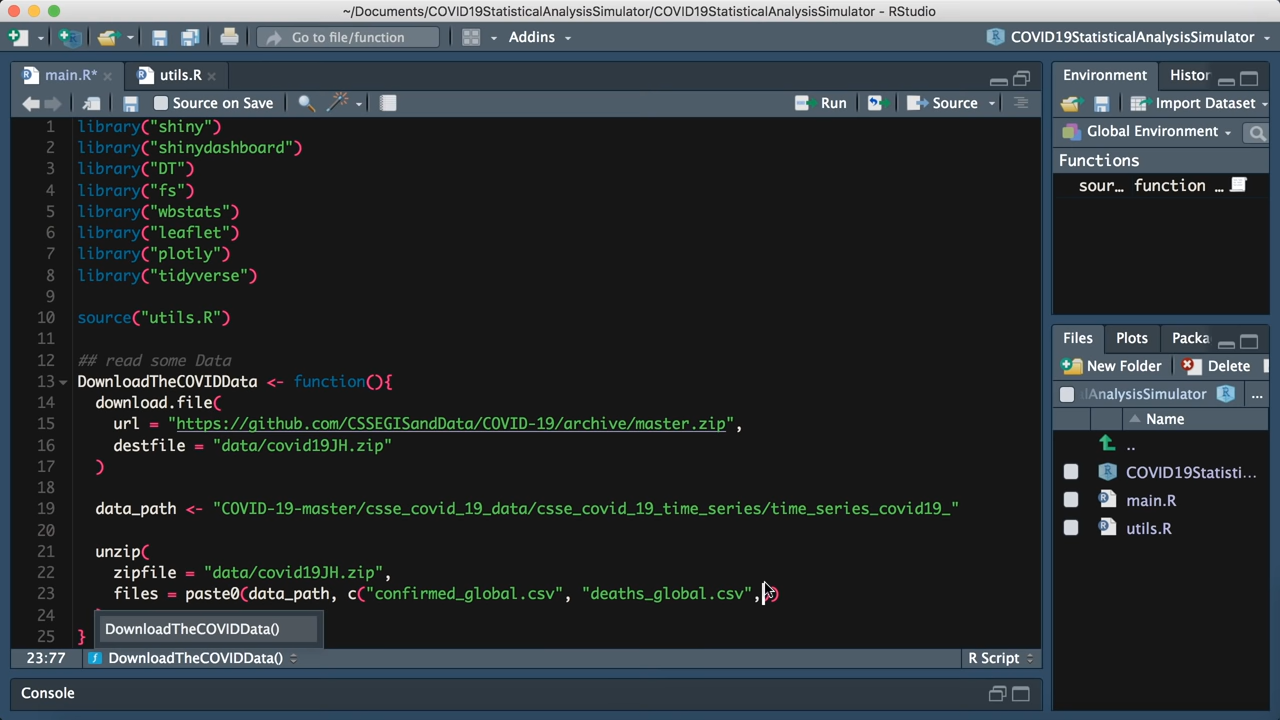 ~/Documents/COVID19StatisticalAnalysisSimulator/COVID19StatisticalAnalysisSimulator - RStudio
Go to file/function
Addins
COVID19StatisticalAnalysisSimulator
main.R*
utils.R
Source on Save
Run
Source
1 library("shiny")
2 library("shinydashboard")
3 library("DT")
4 library("fs")
5 library("wbstats")
6 library("leaflet")
7 library("plotly")
8 library("tidyverse")
9
10 source("utils.R")
11
12 ## read some Data
13 DownloadTheCOVIDData <- function(){
14 download.file(
15 url = "https://github.com/CSSEGISandData/COVID-19/archive/master.zip",
16 destfile = "data/covid19JH.zip"
17 )
18
19 data_path <- "COVID-19-master/csse_covid_19_data/csse_covid_19_time_series/time_series_covid19_"
20
21 unzip(
22 zipfile = "data/covid19JH.zip",
23 files = paste0(data_path, c("confirmed_global.csv", "deaths_global.csv",))
24
25 }
DownloadTheCOVIDData()
23:77
DownloadTheCOVIDData()
R Script
Console
Environment
Histor
Import Dataset
Global Environment
Functions
sour… function …
Files
Plots
Packa
New Folder
Delete
lAnalysisSimulator
...
Name
..
COVID19Statisti...
main.R
utils.R